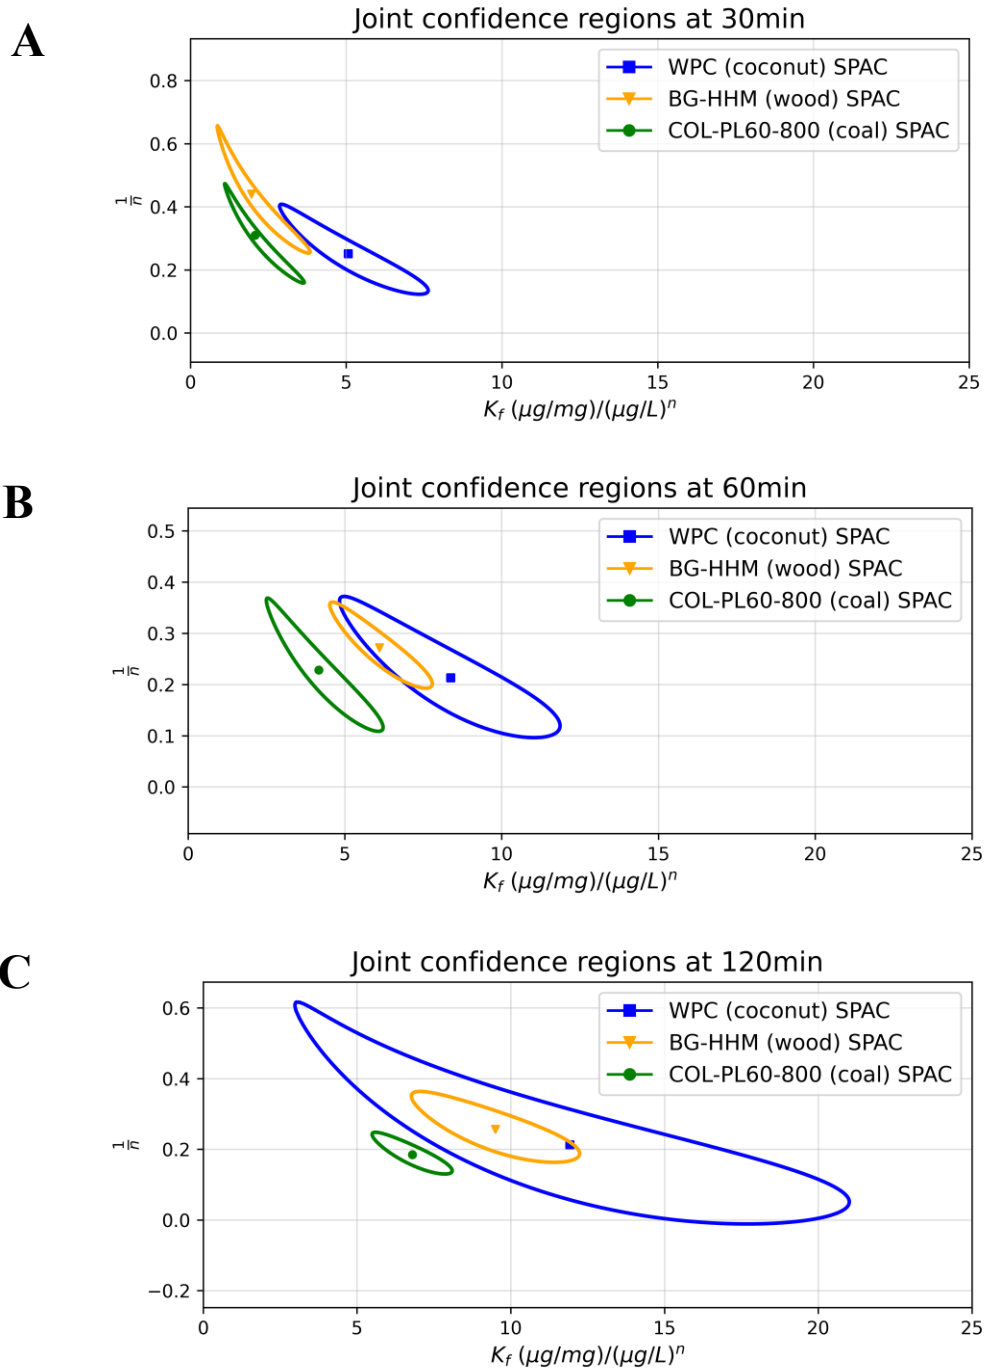 A
Joint confidence regions at 30min
WPC (coconut) SPAC
BG-HHM (wood) SPAC
COL-PL60-800 (coal) SPAC
0.8
0.6
0.4
0.2
0.0
1/n
0 5 10 15 20 25
K_f (μg/mg)/(μg/L)^n
B
Joint confidence regions at 60min
WPC (coconut) SPAC
BG-HHM (wood) SPAC
COL-PL60-800 (coal) SPAC
0.5
0.4
0.3
0.2
0.1
0.0
1/n
0 5 10 15 20 25
K_f (μg/mg)/(μg/L)^n
C
Joint confidence regions at 120min
WPC (coconut) SPAC
BG-HHM (wood) SPAC
COL-PL60-800 (coal) SPAC
0.6
0.4
0.2
0.0
−0.2
1/n
0 5 10 15 20 25
K_f (μg/mg)/(μg/L)^n